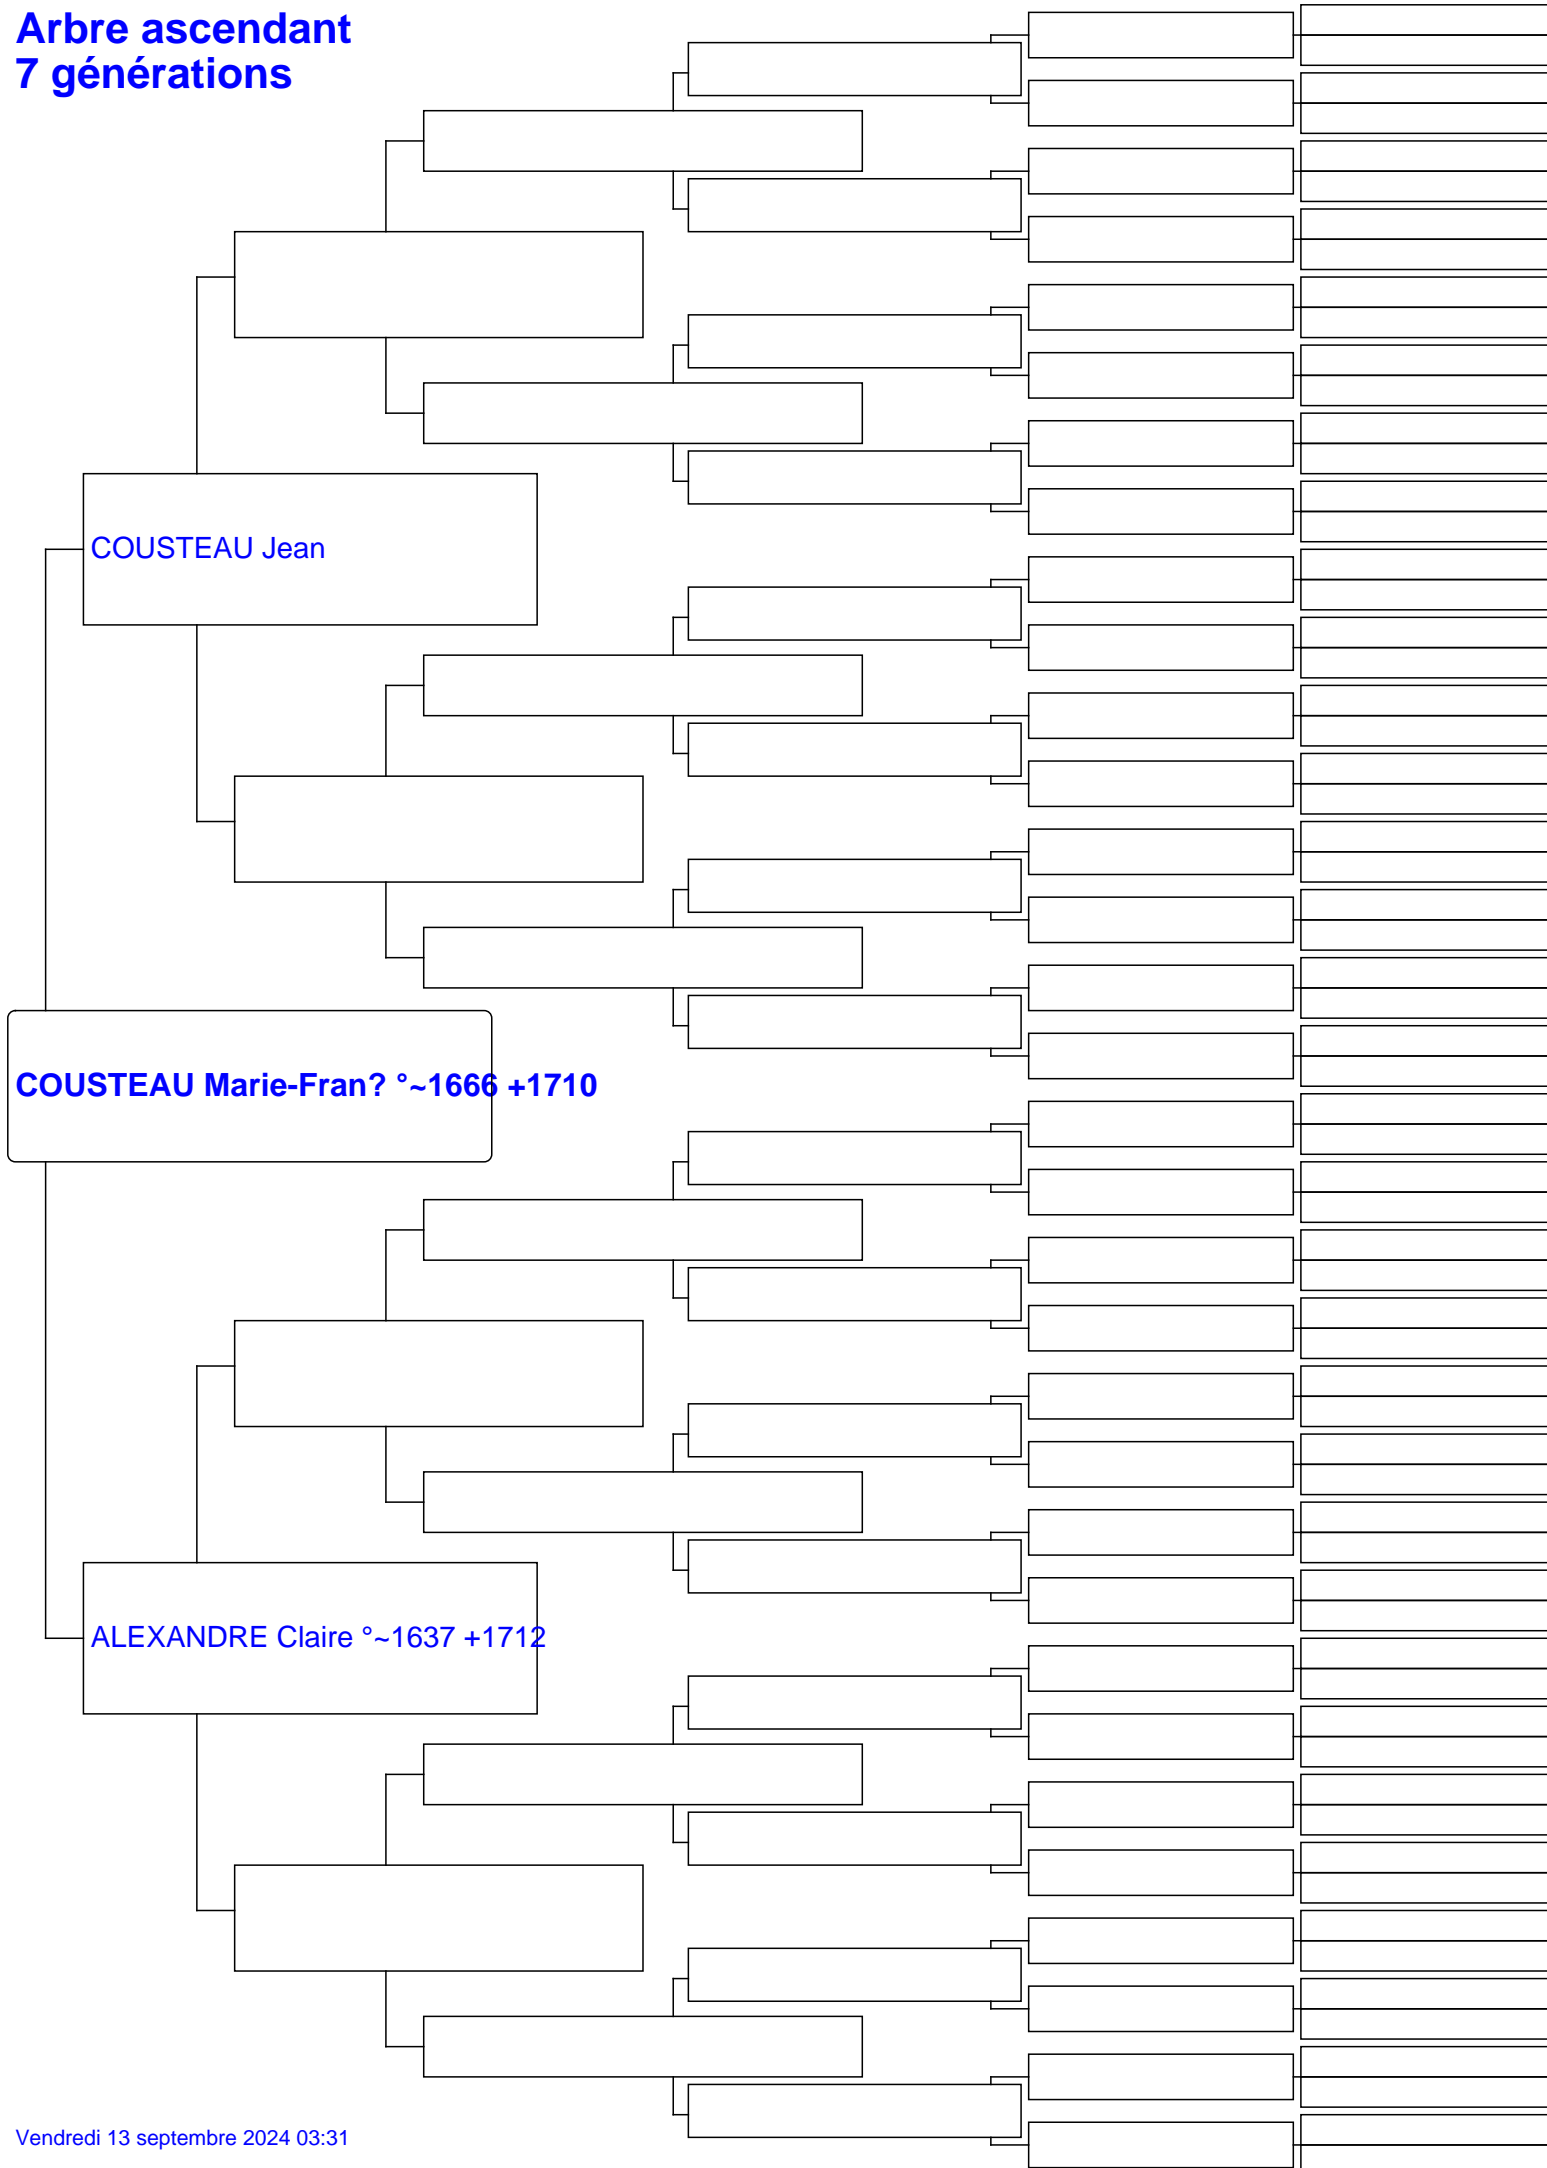 Arbre ascendant
7 générations
COUSTEAU Jean
COUSTEAU Marie-Fran? °~1666 +1710
ALEXANDRE Claire °~1637 +1712
Vendredi 13 septembre 2024 03:31